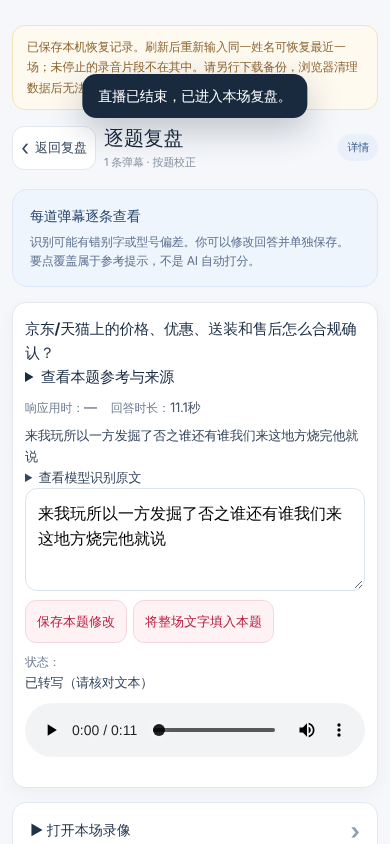 已保存本机恢复记录。刷新后重新输入同一姓名可恢复最近一
场；未停止的录音片段不在其中。请另行下载备份，浏览器清理
数据后无法
直播已结束，已进入本场复盘。
返回复盘
逐题复盘
1 条弹幕 · 按题校正
详情
每道弹幕逐条查看
识别可能有错别字或型号偏差。你可以修改回答并单独保存。
要点覆盖属于参考提示，不是 AI 自动打分。
京东/天猫上的价格、优惠、送装和售后怎么合规确
认？
▶ 查看本题参考与来源
响应用时：— 回答时长：11.1秒
来我玩所以一方发掘了否之谁还有谁我们来这地方烧完他就
说
▶ 查看模型识别原文
来我玩所以一方发掘了否之谁还有谁我们来
这地方烧完他就说
保存本题修改
将整场文字填入本题
状态：
已转写（请核对文本）
0:00 / 0:11
▶ 打开本场录像